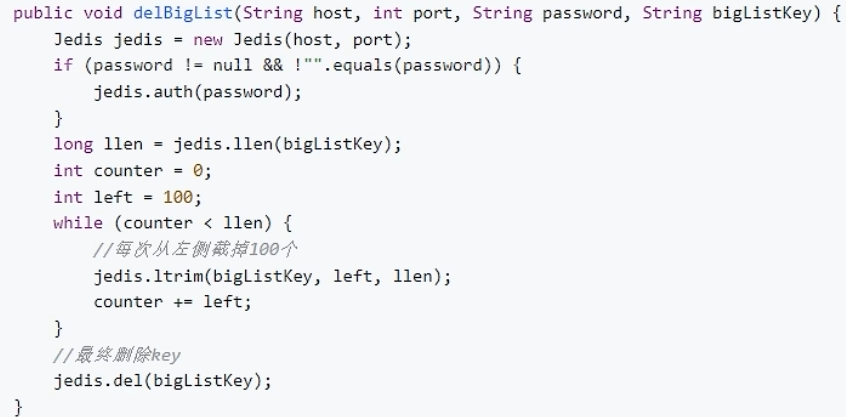 public void delBigList(String host, int port, String password, String bigListKey) {
    Jedis jedis = new Jedis(host, port);
    if (password != null && !"".equals(password)) {
        jedis.auth(password);
    }
    long llen = jedis.llen(bigListKey);
    int counter = 0;
    int left = 100;
    while (counter < llen) {
        //每次从左侧截掉100个
        jedis.ltrim(bigListKey, left, llen);
        counter += left;
    }
    //最终删除key
    jedis.del(bigListKey);
}